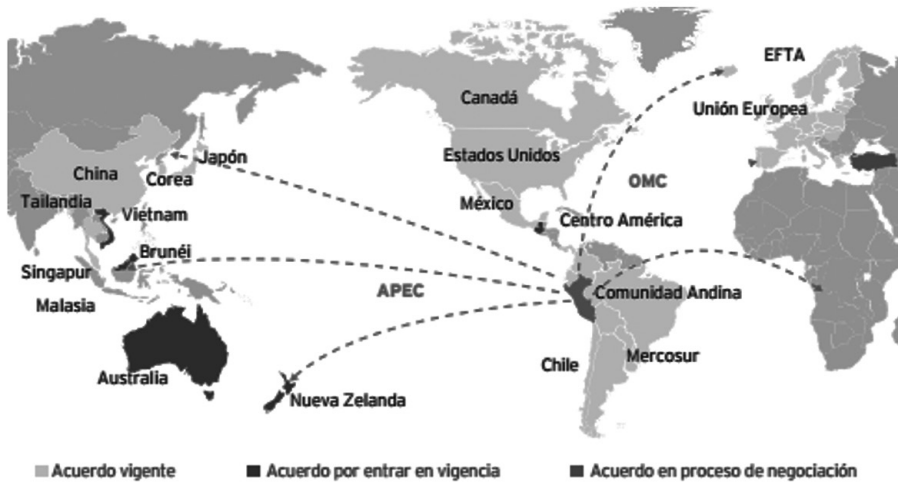 EFTA
Canadá
Unión Europea
Estados Unidos
Japón
China
Corea
OMC
Tailandia
México
Vietnam
Centro América
Brunéi
Singapur
APEC
Comunidad Andina
Malasia
Chile
Mercosur
Australia
Nueva Zelanda
Acuerdo vigente
Acuerdo por entrar en vigencia
Acuerdo en proceso de negociación